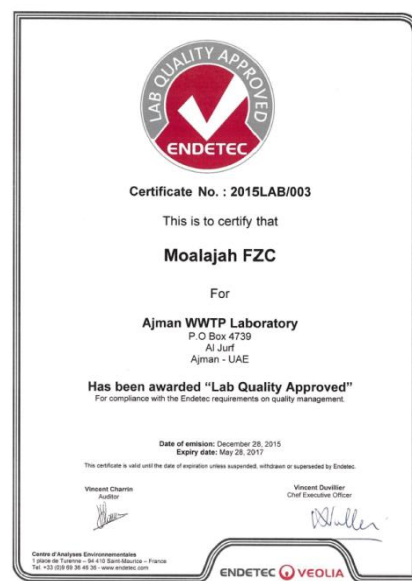 LAB QUALITY APPROVED
ENDETEC
Certificate No. : 2015LAB/003
This is to certify that
Moalajah FZC
For
Ajman WWTP Laboratory
P.O Box 4739
Al Jurf
Ajman - UAE
Has been awarded “Lab Quality Approved”
For compliance with the Endetec requirements on quality management.
Date of emision: December 28, 2015
Expiry date: May 28, 2017
This certificate is valid until the date of expiration unless suspended, withdrawn or superseded by Endetec.
Vincent Charrin
Auditor
Vincent Duvillier
Chief Executive Officer
Centre d'Analyses Environnementales
1 place de Turenne – 94 410 Saint-Maurice – France
Tel: +33 (0)9 69 36 46 36 - www.endetec.com
ENDETEC VEOLIA